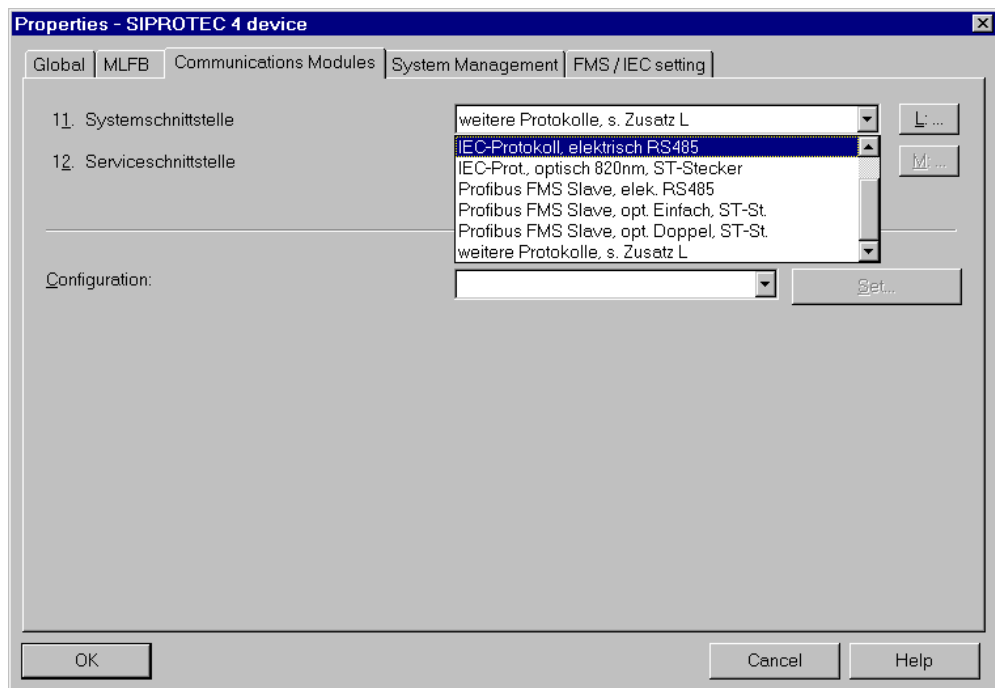 Properties - SIPROTEC 4 device
Global MLFB Communications Modules System Management FMS / IEC setting
11. Systemschnittstelle weitere Protokolle, s. Zusatz L L: ...
12. Serviceschnittstelle M: ...
IEC-Protokoll, elektrisch RS485
IEC-Prot., optisch 820nm, ST-Stecker
Profibus FMS Slave, elek. RS485
Profibus FMS Slave, opt. Einfach, ST-St.
Profibus FMS Slave, opt. Doppel, ST-St.
weitere Protokolle, s. Zusatz L
Configuration: Set...
OK Cancel Help